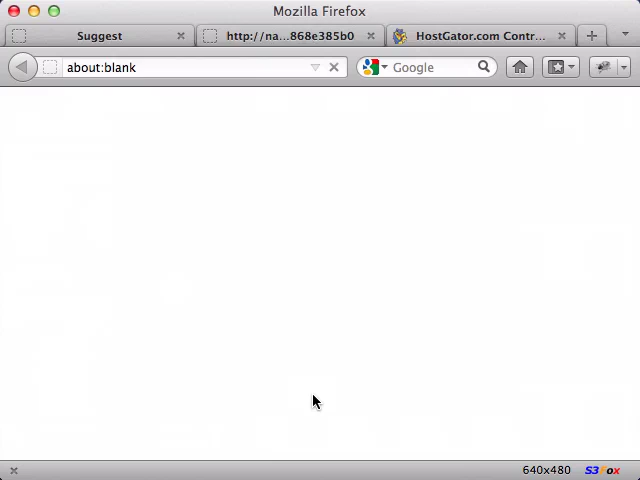 Mozilla Firefox
Suggest
http://na...868e385b0
HostGator.com Contr...
about:blank
Google
640x480
S3Fox